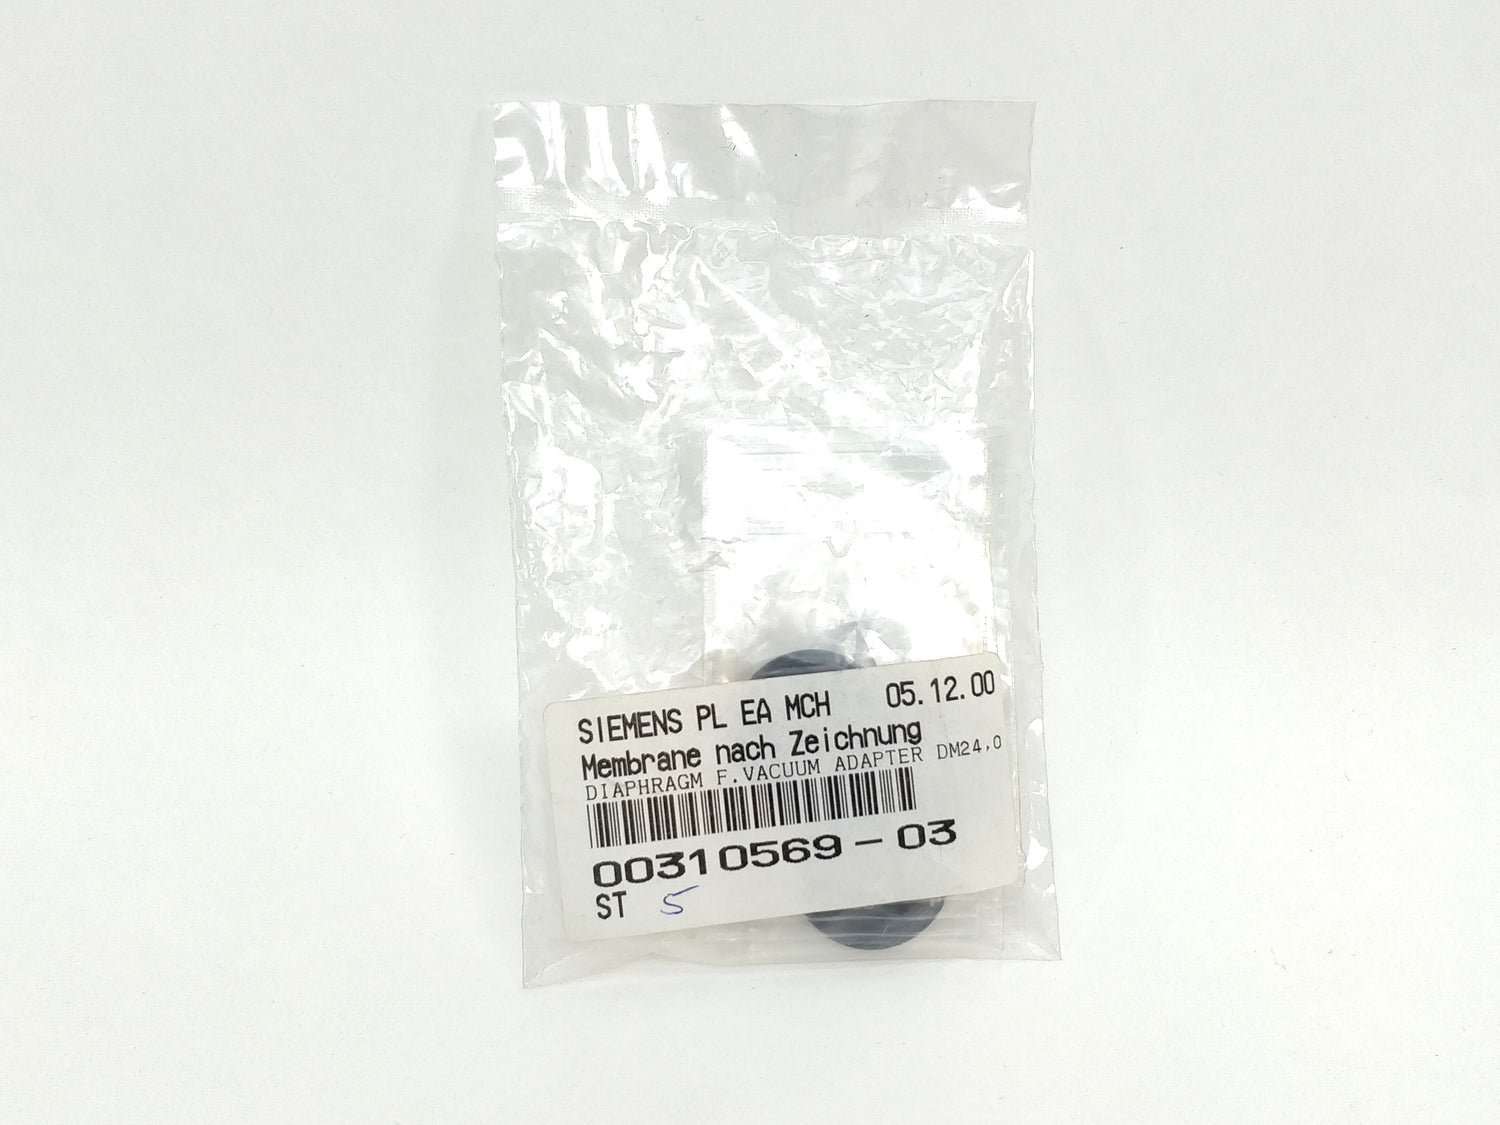 SIEMENS PL EA MCH 05.12.00
Membrane nach Zeichnung
DIAPHRAGM F.VACUUM ADAPTER DM24,0
00310569-03
ST 5